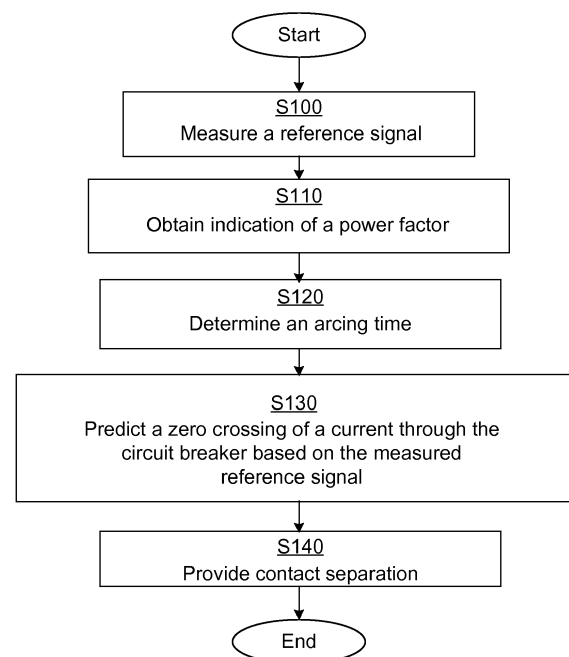 Start
S100
Measure a reference signal
S110
Obtain indication of a power factor
S120
Determine an arcing time
S130
Predict a zero crossing of a current through the
circuit breaker based on the measured
reference signal
S140
Provide contact separation
End